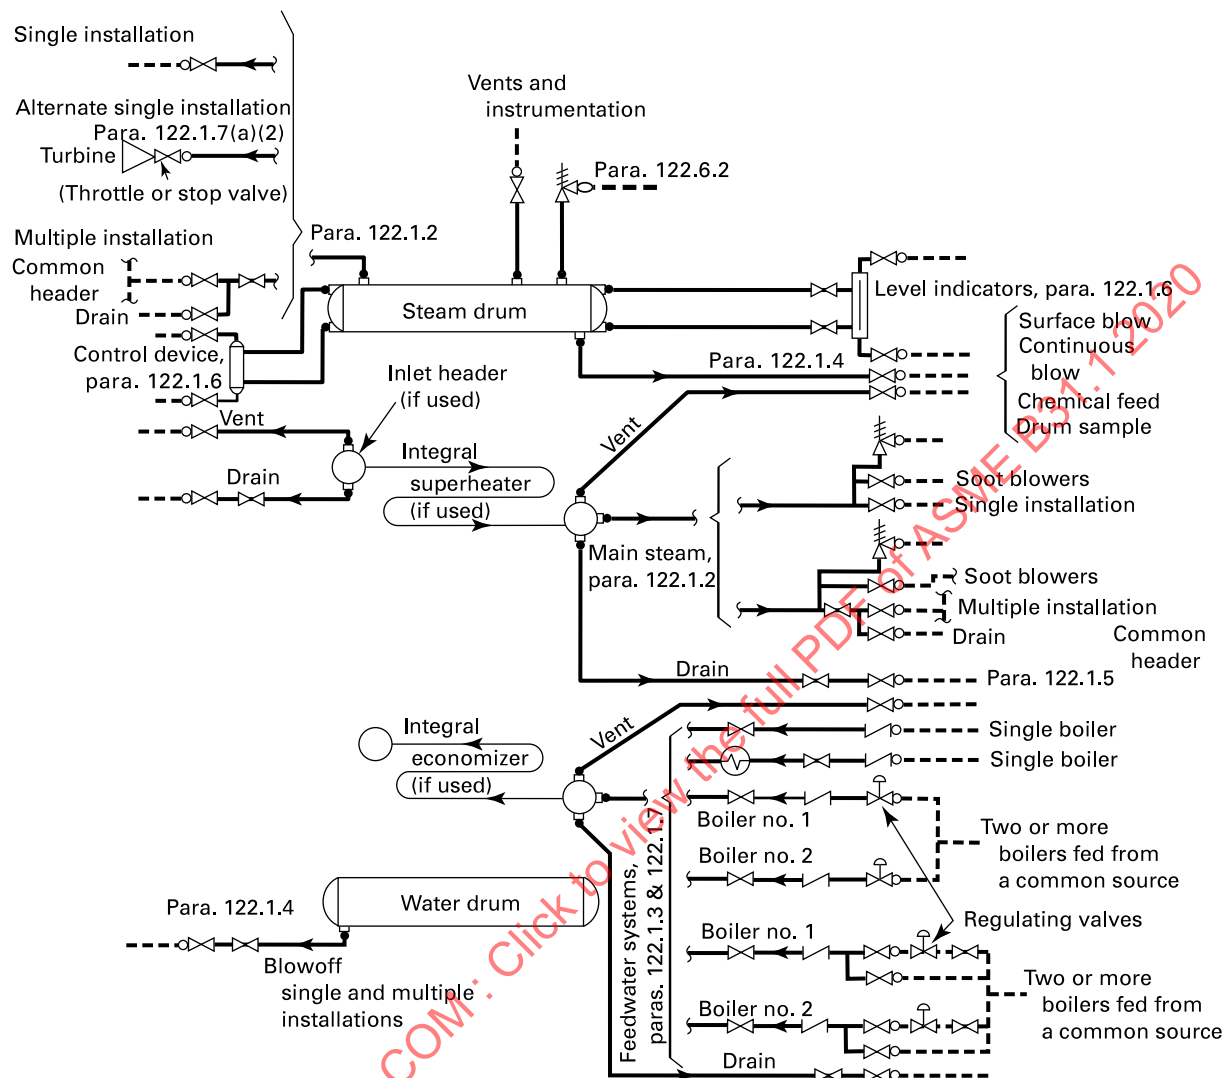 Single installation
Alternate single installation
Para. 122.1.7(a)(2)
Turbine
(Throttle or stop valve)
Multiple installation
Common
header
Drain
Control device,
para. 122.1.6
Vents and
instrumentation
Para. 122.6.2
Para. 122.1.2
Steam drum
Level indicators, para. 122.1.6
Para. 122.1.4
Surface blow
Continuous
blow
Chemical feed
Drum sample
Inlet header
(if used)
Vent
Drain
Integral
superheater
(if used)
Vent
Main steam,
para. 122.1.2
Soot blowers
Single installation
Soot blowers
Multiple installation
Drain
Common
header
Drain
Para. 122.1.5
Integral
economizer
(if used)
Vent
Feedwater systems,
paras. 122.1.3 & 122.1.7
Single boiler
Single boiler
Boiler no. 1
Boiler no. 2
Two or more
boilers fed from
a common source
Regulating valves
Boiler no. 1
Boiler no. 2
Two or more
boilers fed from
a common source
Drain
Water drum
Para. 122.1.4
Blowoff
single and multiple
installations
COM : Click to view the full PDF of ASME B31.1 2020